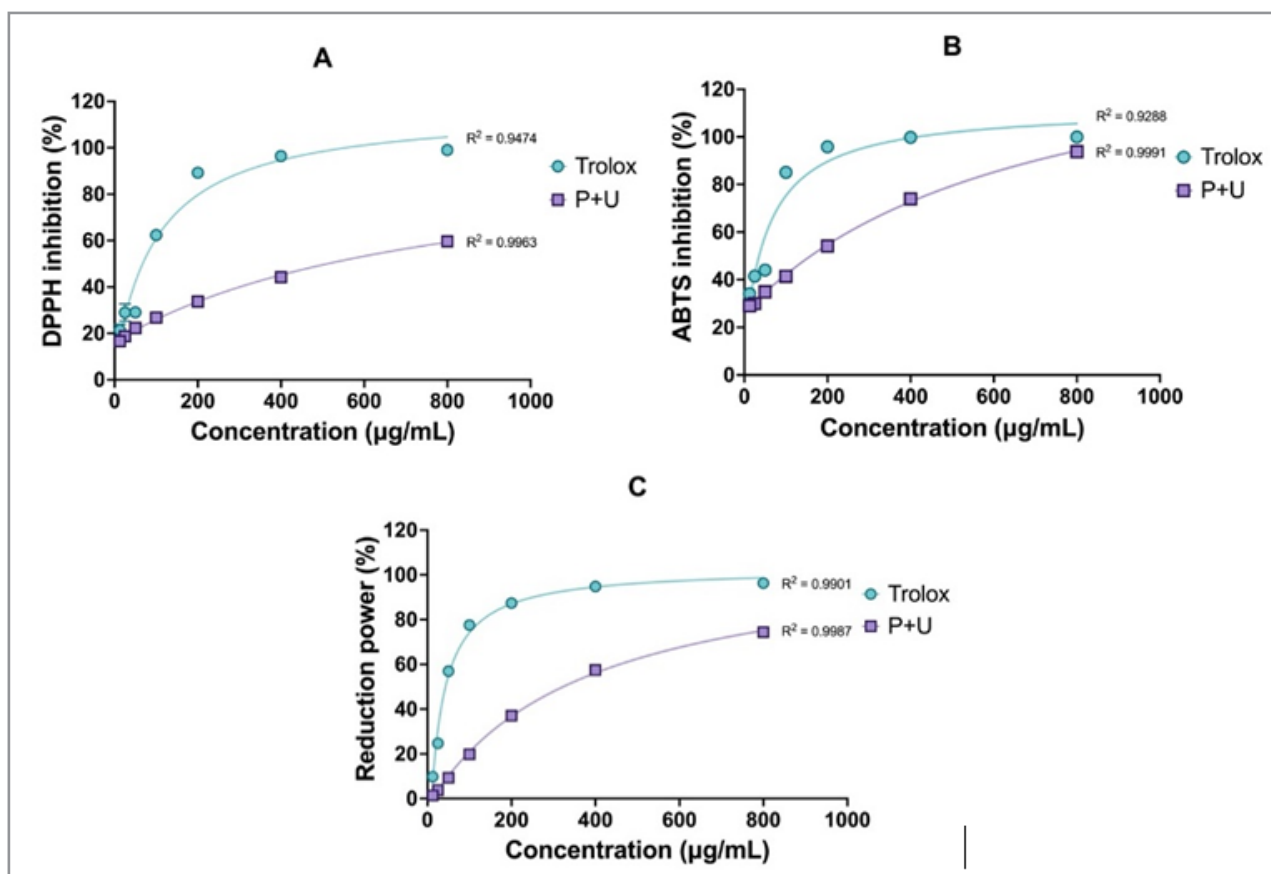 A
DPPH inhibition (%)
120
100
80
60
40
20
0
0 200 400 600 800 1000
Concentration (µg/mL)
R² = 0.9474
R² = 0.9963
Trolox
P+U
B
ABTS inhibition (%)
120
100
80
60
40
20
0
0 200 400 600 800 1000
Concentration (µg/mL)
R² = 0.9288
R² = 0.9991
Trolox
P+U
C
Reduction power (%)
120
100
80
60
40
20
0
0 200 400 600 800 1000
Concentration (µg/mL)
R² = 0.9901
R² = 0.9987
Trolox
P+U